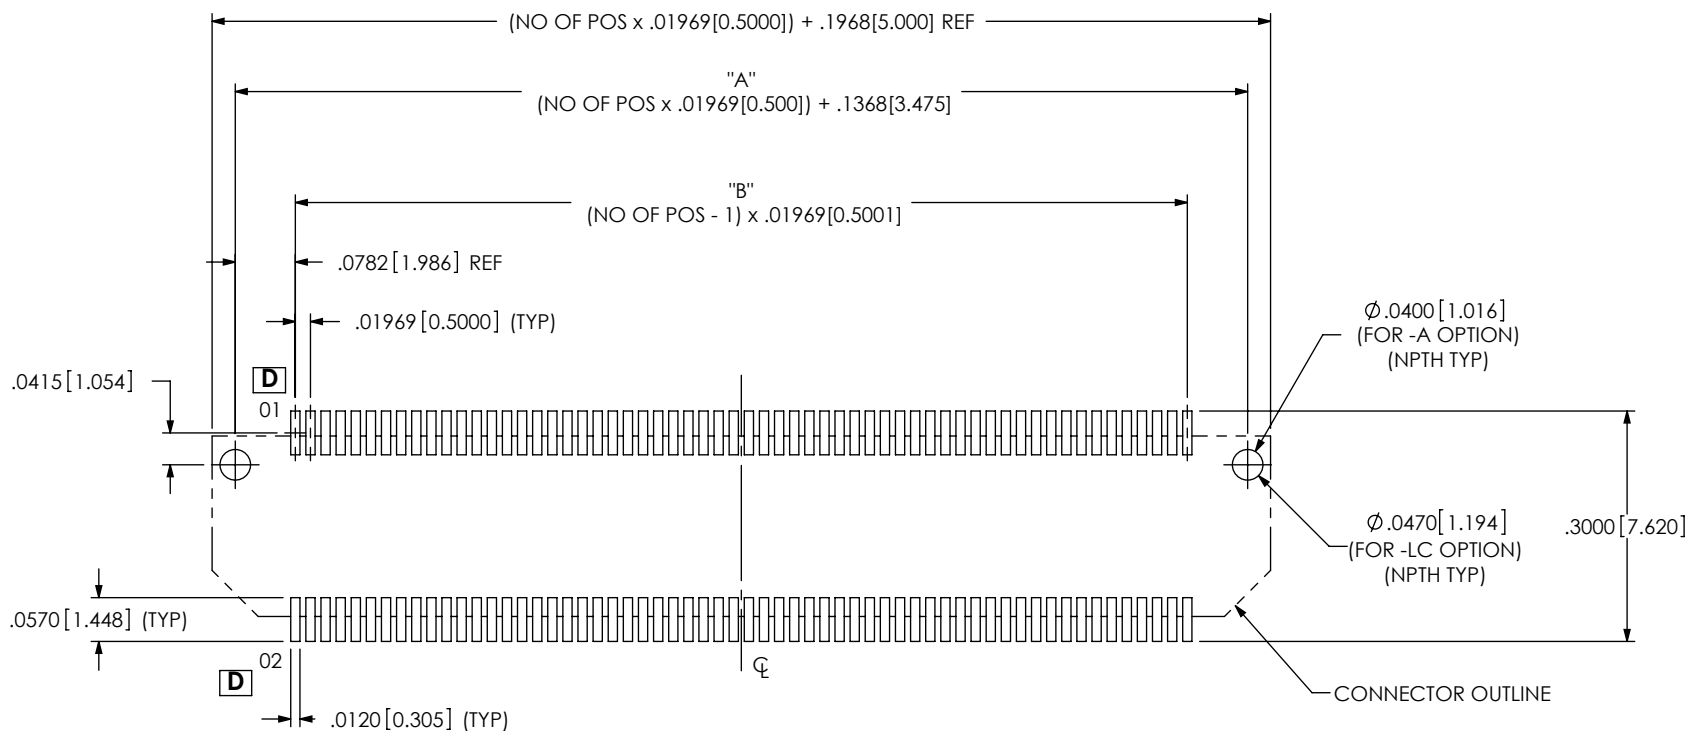 (NO OF POS x .01969[0.5000]) + .1968[5.000] REF
"A"
(NO OF POS x .01969[0.500]) + .1368[3.475]
"B"
(NO OF POS - 1) x .01969[0.5001]
.0782[1.986] REF
.01969[0.5000] (TYP)
Ø.0400[1.016]
(FOR -A OPTION)
(NPTH TYP)
.0415[1.054]
D
01
Ø.0470[1.194]
(FOR -LC OPTION)
(NPTH TYP)
.3000[7.620]
.0570[1.448] (TYP)
02
D
℄
CONNECTOR OUTLINE
.0120[0.305] (TYP)